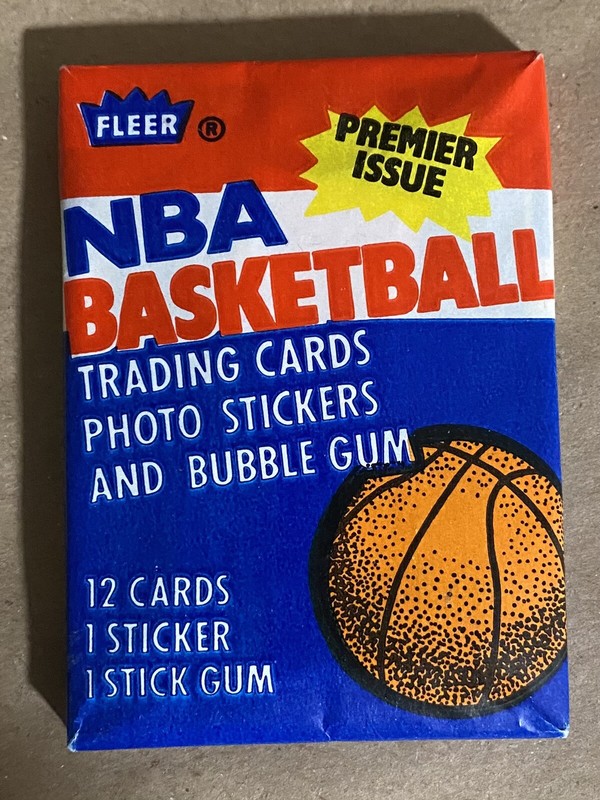 FLEER ®
PREMIER
ISSUE
NBA
BASKETBALL
TRADING CARDS
PHOTO STICKERS
AND BUBBLE GUM
12 CARDS
1 STICKER
1 STICK GUM